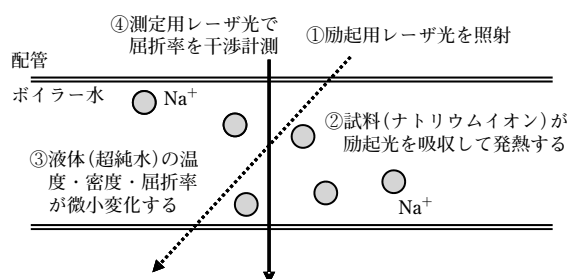 ④測定用レーザ光で
屈折率を干渉計測
①励起用レーザ光を照射
配管
ボイラー水
Na⁺
②試料(ナトリウムイオン)が
励起光を吸収して発熱する
③液体(超純水)の温
度・密度・屈折率
が微小変化する
Na⁺